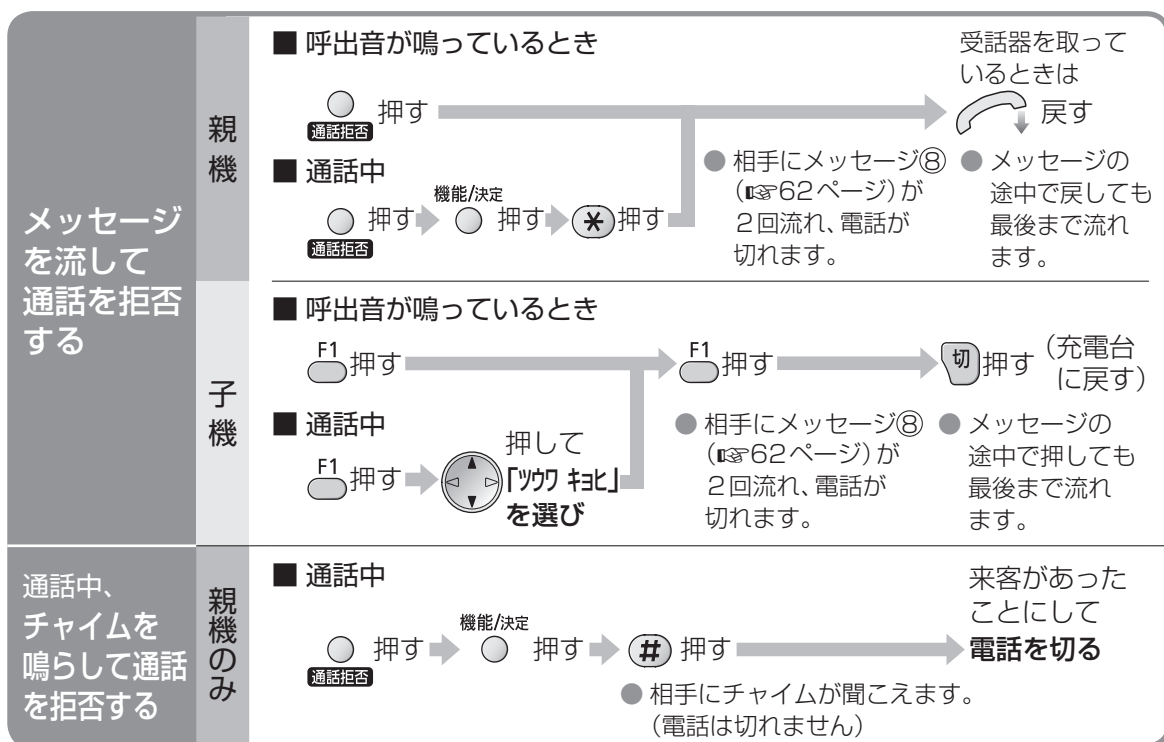 メッセージ
を流して
通話を拒否
する
親機
■ 呼出音が鳴っているとき
通話拒否
押す
受話器を取って
いるときは
戻す
■ 通話中
通話拒否
押す
機能/決定
押す
＊
押す
● 相手にメッセージ⑧
（☞62ページ）が
2回流れ、電話が
切れます。
● メッセージの
途中で戻しても
最後まで流れ
ます。
子機
■ 呼出音が鳴っているとき
F1
押す
F1
押す
切
押す
（充電台
に戻す）
■ 通話中
F1
押す
押して
「ツウワ キョヒ」
を選び
● 相手にメッセージ⑧
（☞62ページ）が
2回流れ、電話が
切れます。
● メッセージの
途中で押しても
最後まで流れ
ます。
通話中、
チャイムを
鳴らして通話
を拒否する
親機のみ
■ 通話中
通話拒否
押す
機能/決定
押す
#
押す
来客があった
ことにして
電話を切る
● 相手にチャイムが聞こえます。
（電話は切れません）